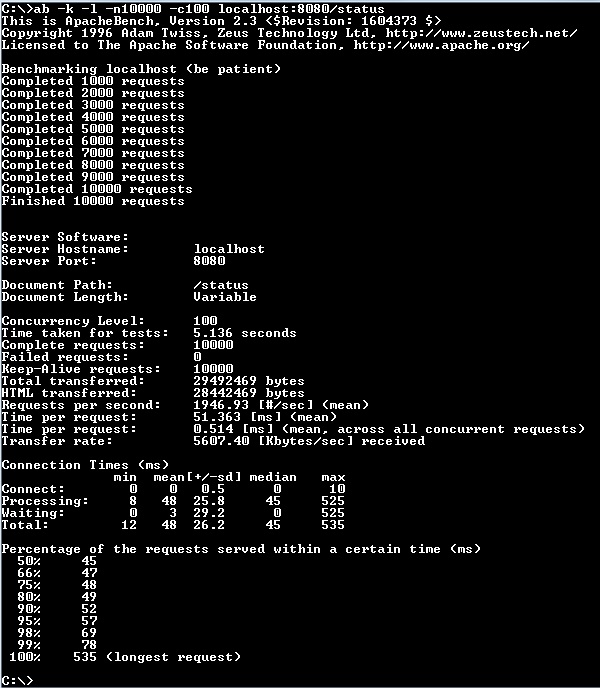 C:\>ab -k -l -n10000 -c100 localhost:8080/status
This is ApacheBench, Version 2.3 <$Revision: 1604373 $>
Copyright 1996 Adam Twiss, Zeus Technology Ltd, http://www.zeustech.net/
Licensed to The Apache Software Foundation, http://www.apache.org/
Benchmarking localhost (be patient)
Completed 1000 requests
Completed 2000 requests
Completed 3000 requests
Completed 4000 requests
Completed 5000 requests
Completed 6000 requests
Completed 7000 requests
Completed 8000 requests
Completed 9000 requests
Completed 10000 requests
Finished 10000 requests
Server Software:
Server Hostname: localhost
Server Port: 8080
Document Path: /status
Document Length: Variable
Concurrency Level: 100
Time taken for tests: 5.136 seconds
Complete requests: 10000
Failed requests: 0
Keep-Alive requests: 10000
Total transferred: 29492469 bytes
HTML transferred: 28442469 bytes
Requests per second: 1946.93 [#/sec] (mean)
Time per request: 51.363 [ms] (mean)
Time per request: 0.514 [ms] (mean, across all concurrent requests)
Transfer rate: 5607.40 [Kbytes/sec] received
Connection Times (ms)
min mean[+/-sd] median max
Connect: 0 0 0.5 0 10
Processing: 8 48 25.8 45 525
Waiting: 0 3 29.2 0 525
Total: 12 48 26.2 45 535
Percentage of the requests served within a certain time (ms)
50% 45
66% 47
75% 48
80% 49
90% 52
95% 57
98% 69
99% 78
100% 535 (longest request)
C:\>